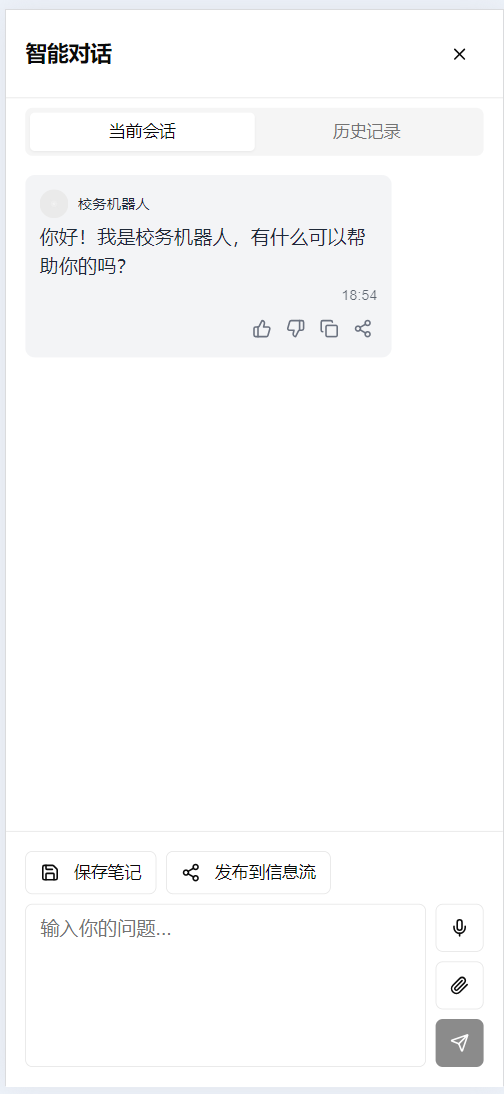 智能对话
当前会话
历史记录
校务机器人
你好！我是校务机器人，有什么可以帮
助你的吗？
18:54
保存笔记
发布到信息流
输入你的问题...